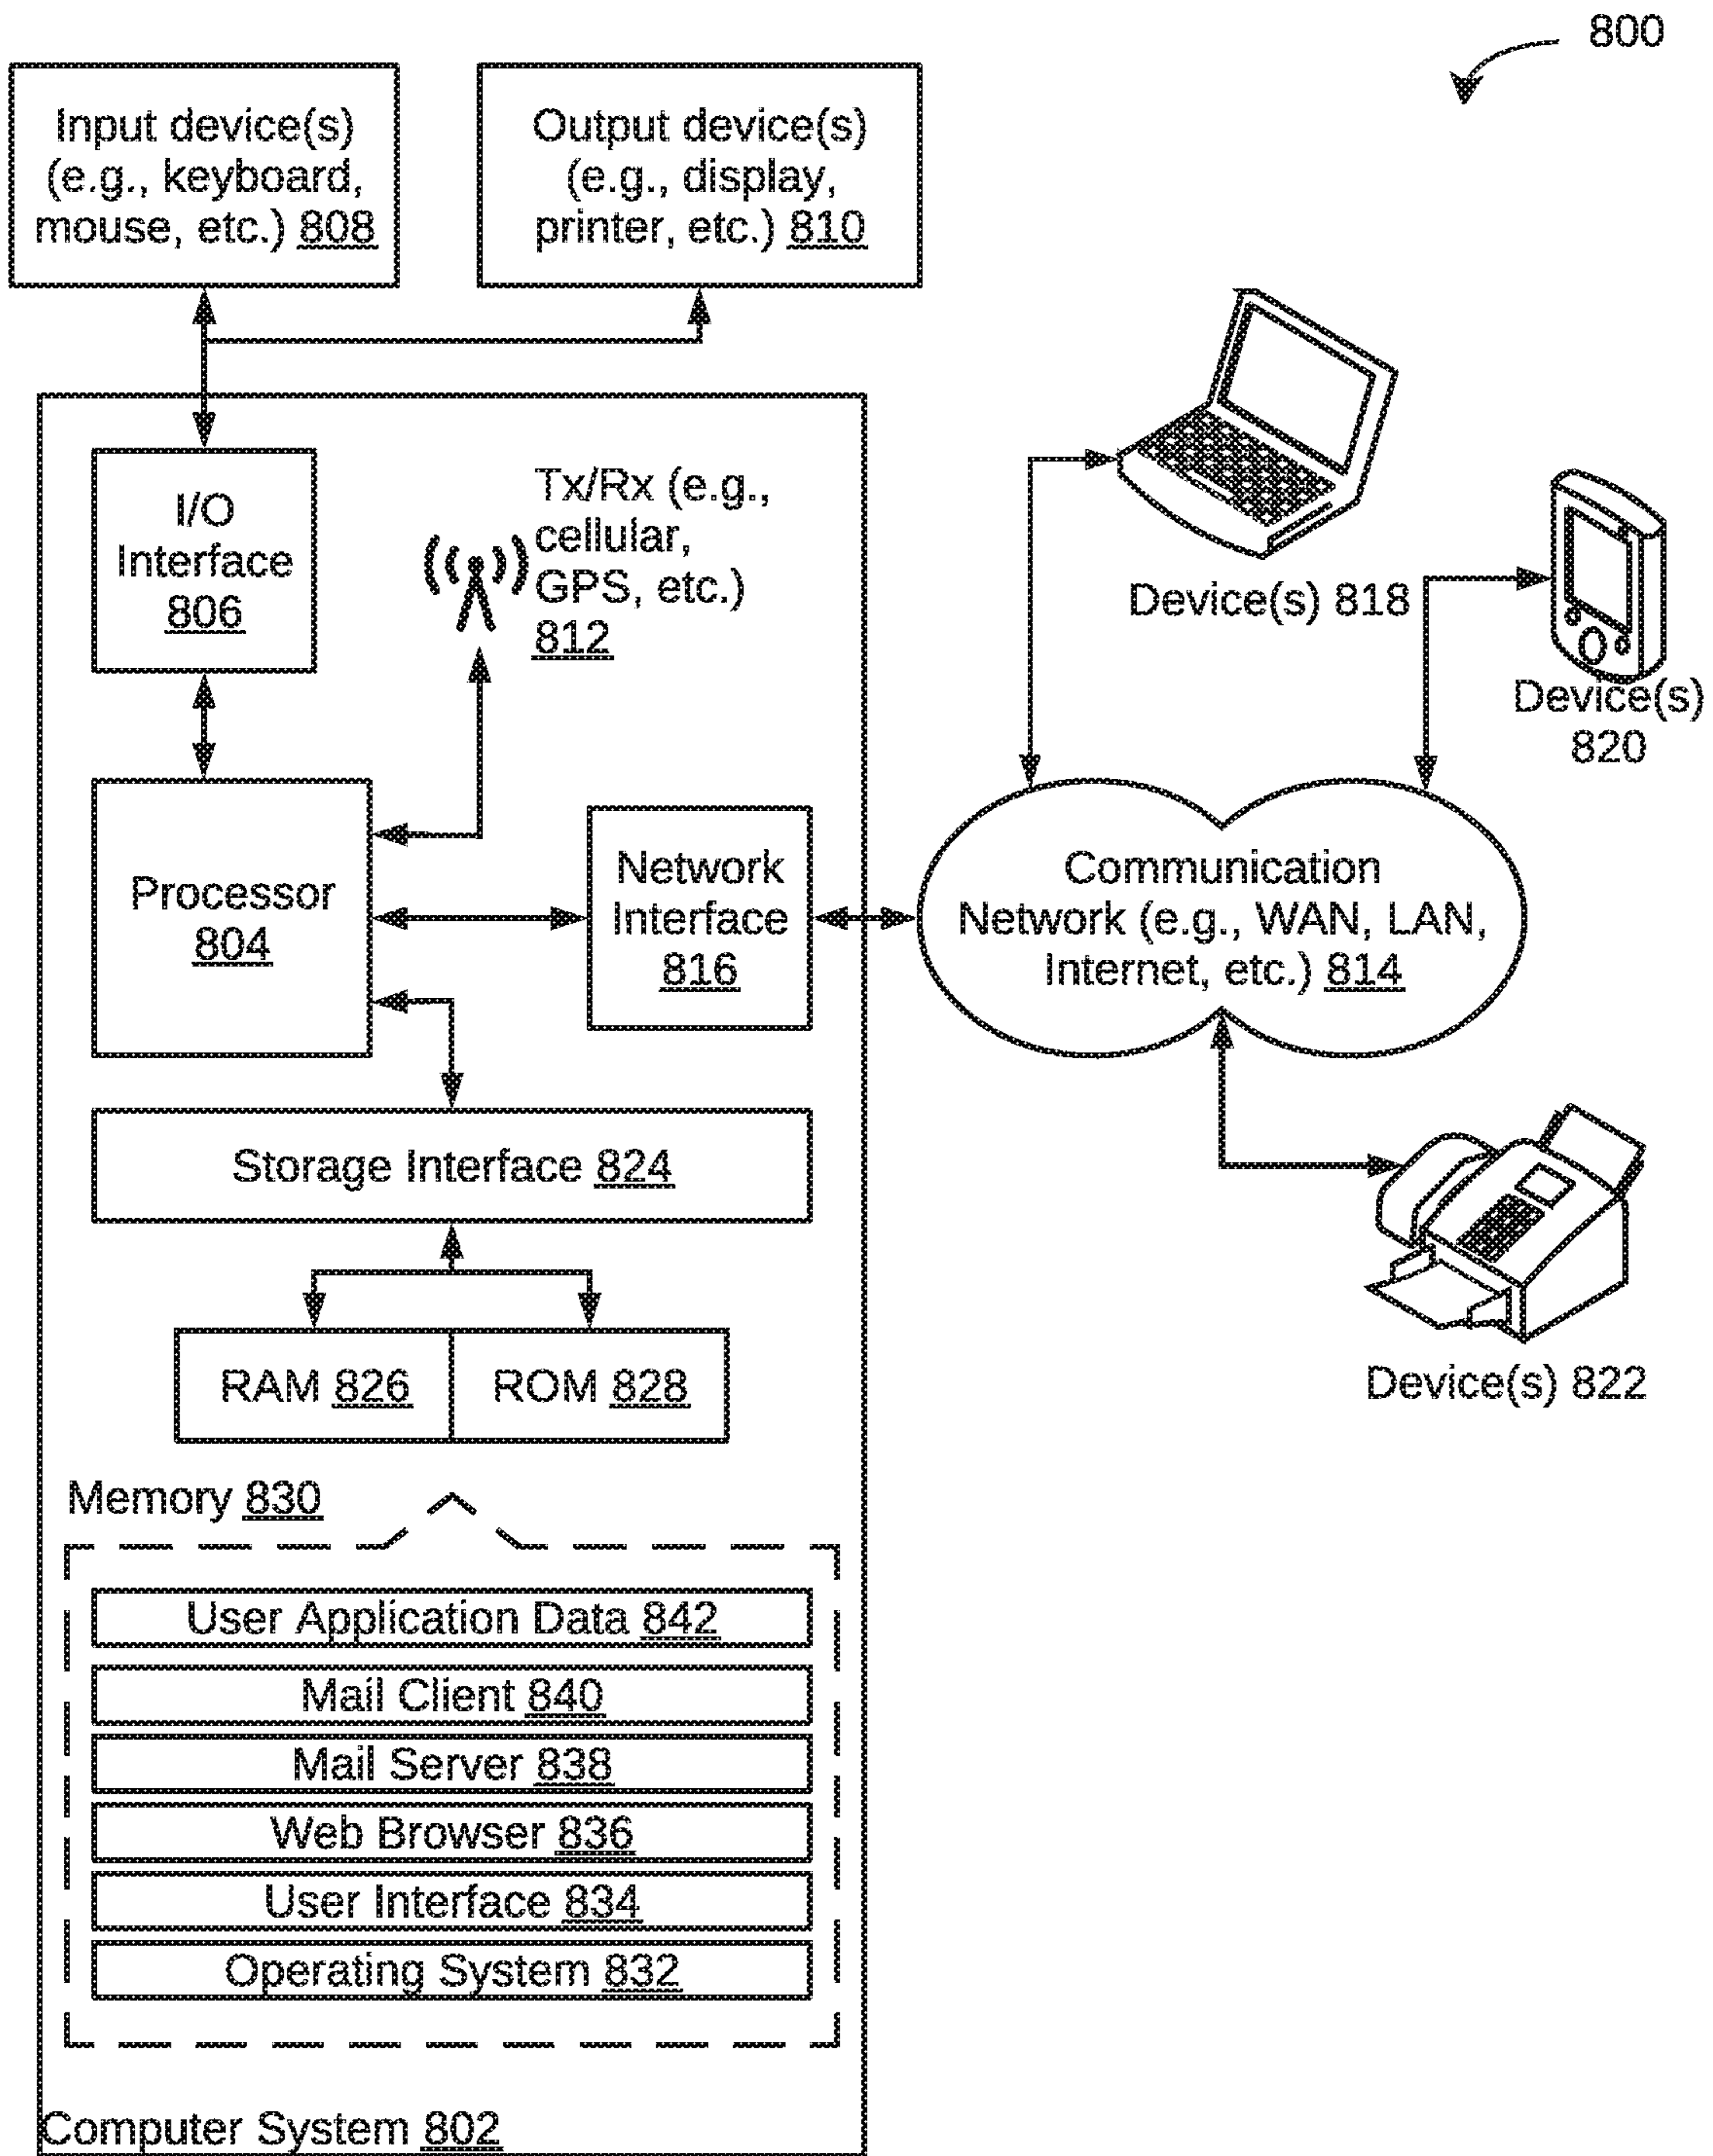 800
Input device(s)
(e.g., keyboard,
mouse, etc.) 808
Output device(s)
(e.g., display,
printer, etc.) 810
I/O
Interface
806
Tx/Rx (e.g.,
cellular,
GPS, etc.)
812
Device(s) 818
Device(s)
820
Processor
804
Network
Interface
816
Communication
Network (e.g., WAN, LAN,
Internet, etc.) 814
Storage Interface 824
RAM 826
ROM 828
Device(s) 822
Memory 830
User Application Data 842
Mail Client 840
Mail Server 838
Web Browser 836
User Interface 834
Operating System 832
Computer System 802